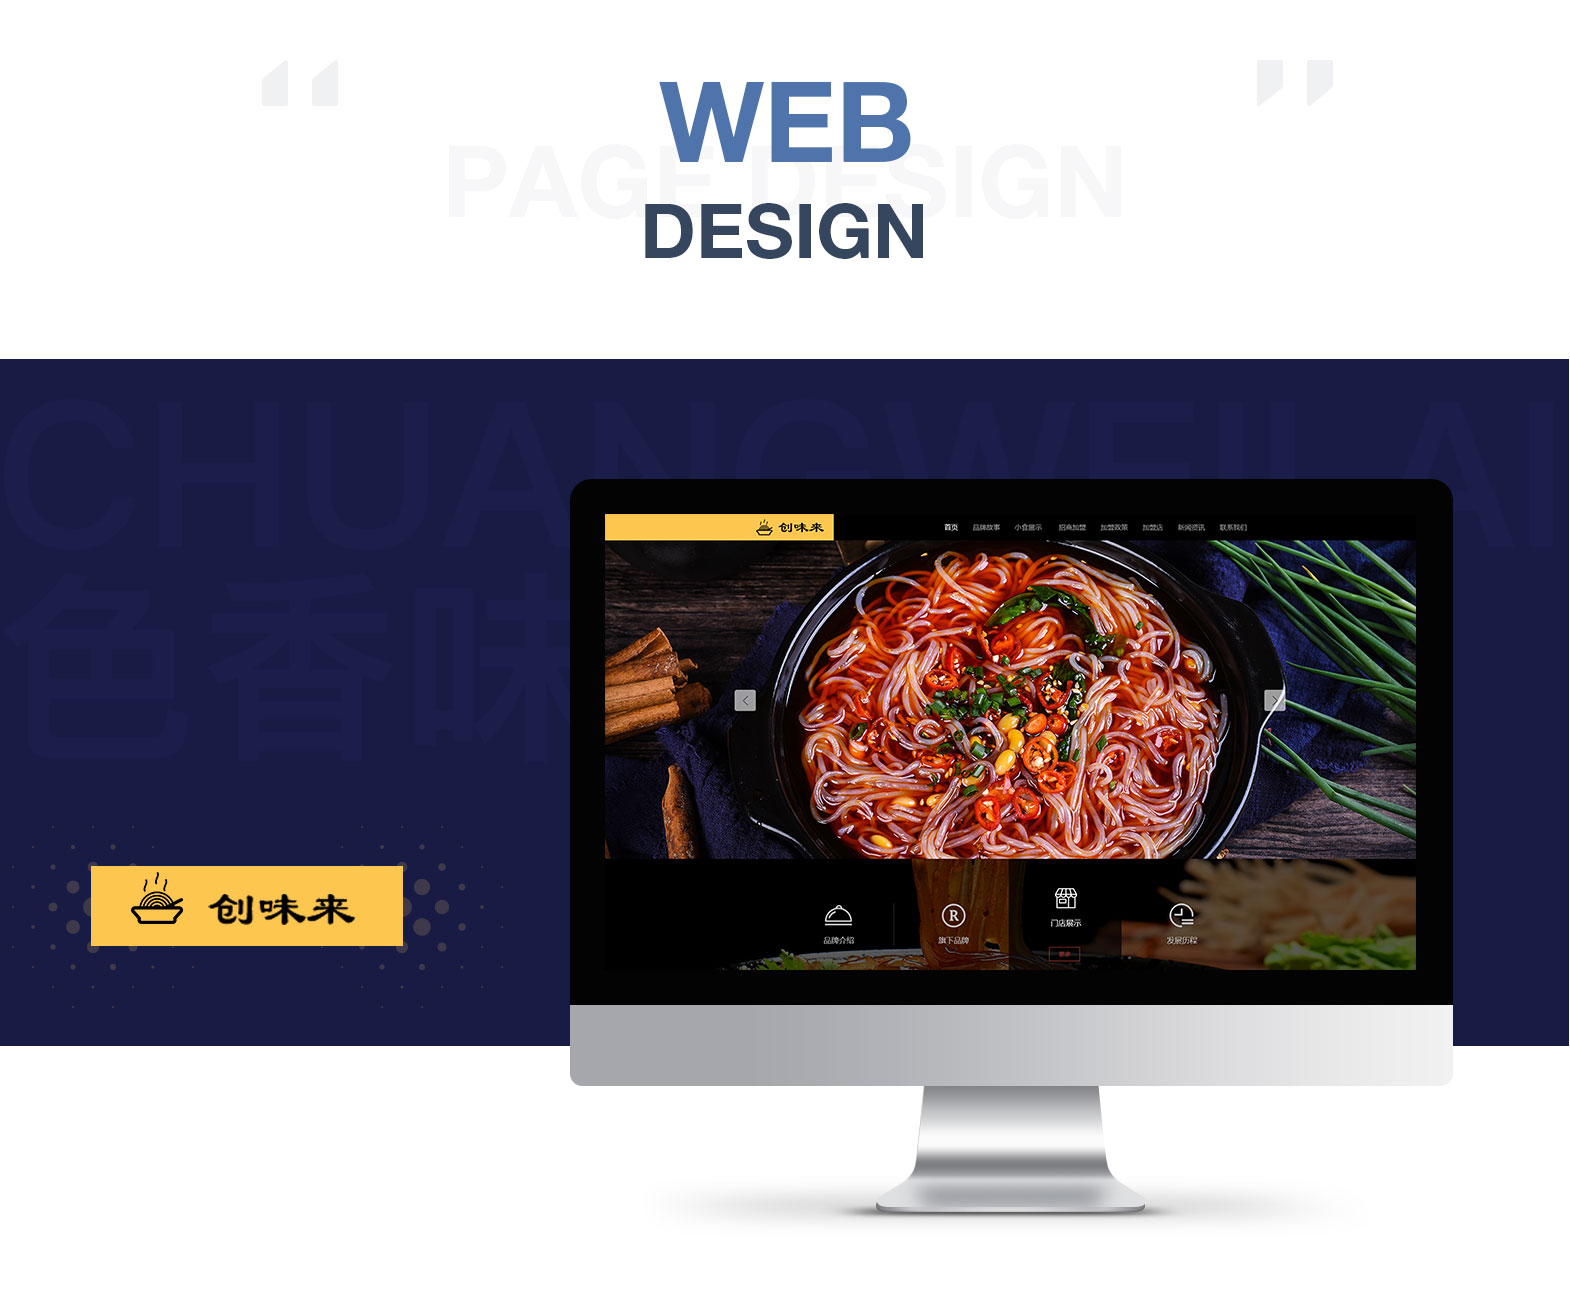 WEB
PAGE DESIGN
DESIGN
CHUANGWEILAI
色香味
创味来
首页 品牌故事 小食展示 招商加盟 加盟政策 加盟店 新闻资讯 联系我们
品牌介绍
R
旗下品牌
门店展示
发展历程
创味来